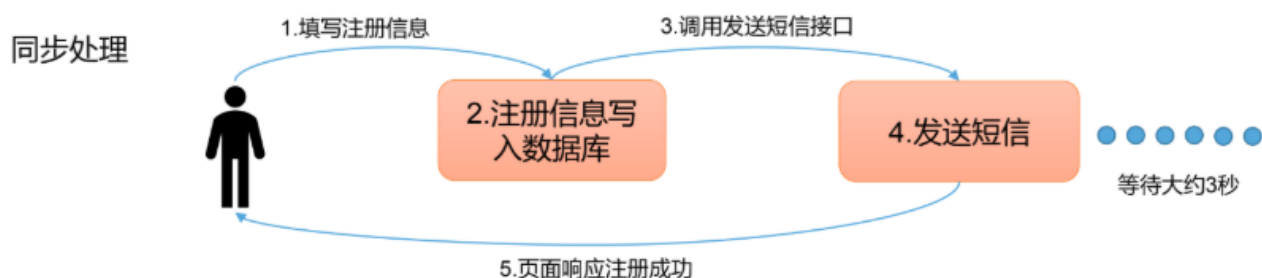 同步处理
1.填写注册信息
3.调用发送短信接口
2.注册信息写
入数据库
4.发送短信
等待大约3秒
5.页面响应注册成功